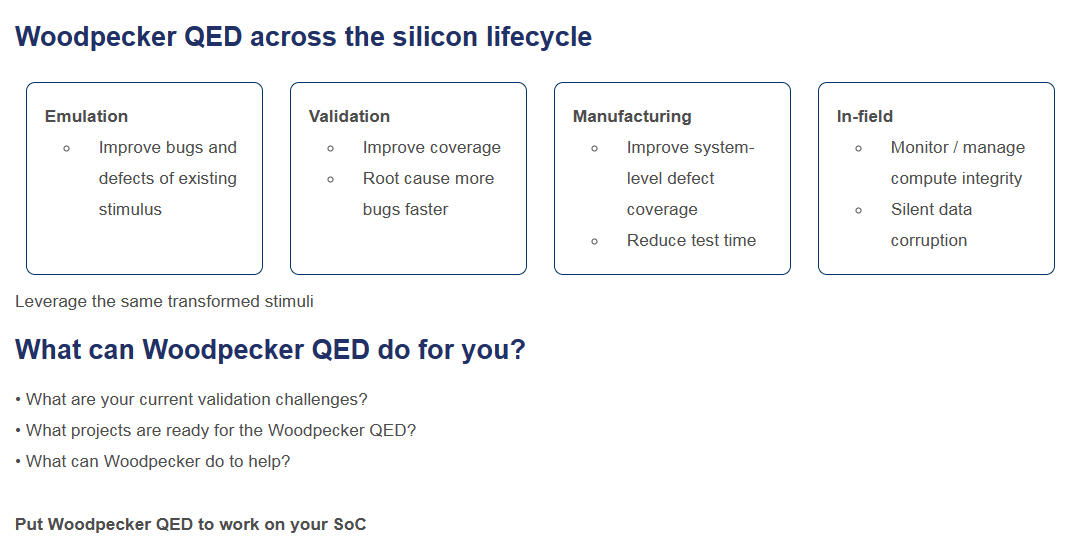 Woodpecker QED across the silicon lifecycle
Emulation
Improve bugs and
defects of existing
stimulus
Validation
Improve coverage
Root cause more
bugs faster
Manufacturing
Improve system-
level defect
coverage
Reduce test time
In-field
Monitor / manage
compute integrity
Silent data
corruption
Leverage the same transformed stimuli
What can Woodpecker QED do for you?
• What are your current validation challenges?
• What projects are ready for the Woodpecker QED?
• What can Woodpecker do to help?
Put Woodpecker QED to work on your SoC